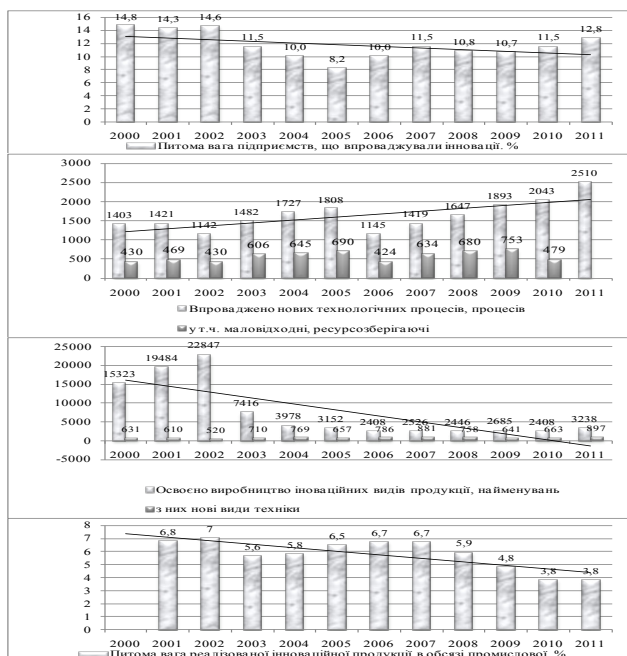 16
14
12
10
8
6
4
2
0
14,8 14,3 14,6 11,5 10,0 8,2 10,0 11,5 10,8 10,7 11,5 12,8
2000 2001 2002 2003 2004 2005 2006 2007 2008 2009 2010 2011
Питома вага підприємств, що впроваджували інновації. %
3000
2500
2000
1500
1000
500
0
1403 1421 1142 1482 1727 1808 1145 1419 1647 1893 2043 2510
430 469 430 606 645 690 424 634 680 753 479
2000 2001 2002 2003 2004 2005 2006 2007 2008 2009 2010 2011
Впроваджено нових технологічних процесів, процесів
у т.ч. маловідходні, ресурсозберігаючі
25000
20000
15000
10000
5000
0
-5000
15323 19484 22847 7416 3978 3152 2408 2526 2446 2685 2408 3238
631 610 520 710 769 657 786 881 758 641 663 897
2000 2001 2002 2003 2004 2005 2006 2007 2008 2009 2010 2011
Освоєно виробництво іноваційних видів продукції, найменувань
з них нові види техніки
8
7
6
5
4
3
2
1
0
6,8 7 5,6 5,8 6,5 6,7 6,7 5,9 4,8 3,8 3,8
2000 2001 2002 2003 2004 2005 2006 2007 2008 2009 2010 2011
Питома вага реалізованої інноваційної продукції в обсязі промислової, %